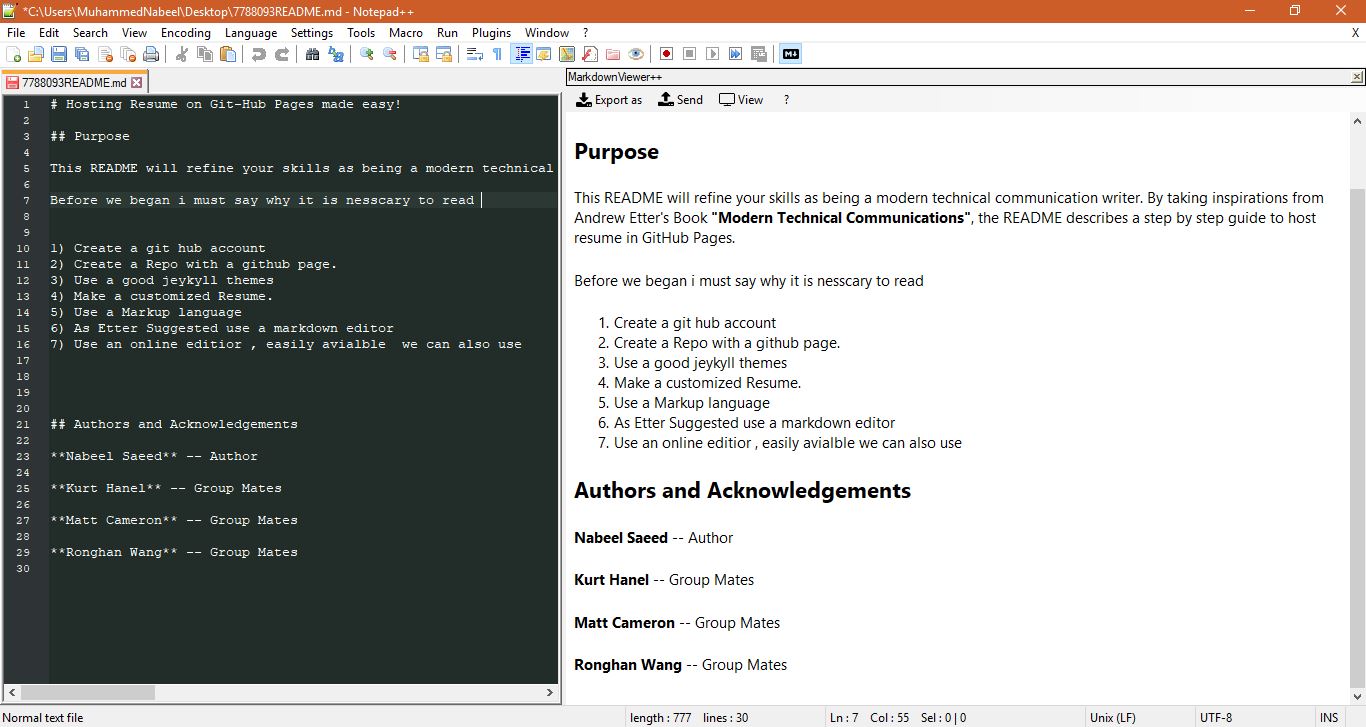 *C:\Users\MuhammedNabeel\Desktop\7788093README.md - Notepad++
File Edit Search View Encoding Language Settings Tools Macro Run Plugins Window ? X
7788093README.md
1 # Hosting Resume on Git-Hub Pages made easy!
2
3 ## Purpose
4
5 This README will refine your skills as being a modern technical
6
7 Before we began i must say why it is nesscary to read
8
9
10 1) Create a git hub account
11 2) Create a Repo with a github page.
12 3) Use a good jeykyll themes
13 4) Make a customized Resume.
14 5) Use a Markup language
15 6) As Etter Suggested use a markdown editor
16 7) Use an online editior , easily avialble  we can also use
17
18
19
20
21 ## Authors and Acknowledgements
22
23 **Nabeel Saeed** -- Author
24
25 **Kurt Hanel** -- Group Mates
26
27 **Matt Cameron** -- Group Mates
28
29 **Ronghan Wang** -- Group Mates
30
MarkdownViewer++
Export as Send View ?
Purpose
This README will refine your skills as being a modern technical communication writer. By taking inspirations from
Andrew Etter's Book "Modern Technical Communications", the README describes a step by step guide to host
resume in GitHub Pages.
Before we began i must say why it is nesscary to read
1. Create a git hub account
2. Create a Repo with a github page.
3. Use a good jeykyll themes
4. Make a customized Resume.
5. Use a Markup language
6. As Etter Suggested use a markdown editor
7. Use an online editior , easily avialble we can also use
Authors and Acknowledgements
Nabeel Saeed -- Author
Kurt Hanel -- Group Mates
Matt Cameron -- Group Mates
Ronghan Wang -- Group Mates
Normal text file length : 777 lines : 30 Ln : 7 Col : 55 Sel : 0 | 0 Unix (LF) UTF-8 INS